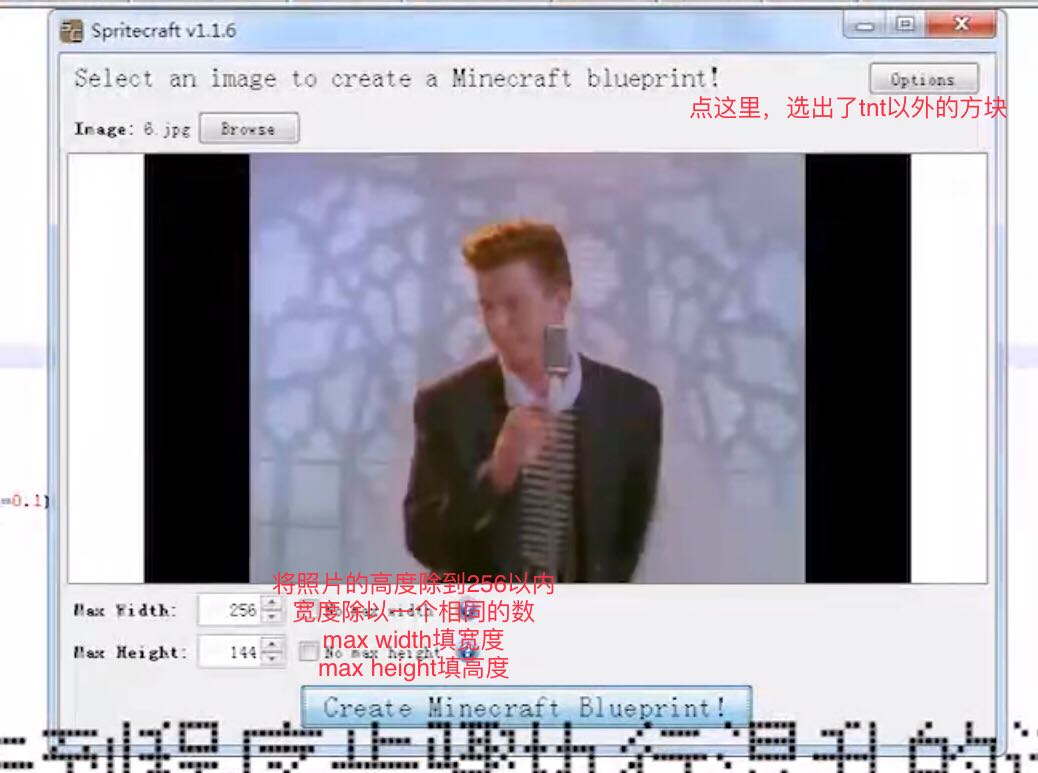 Spritecraft v1.1.6
Select an image to create a Minecraft blueprint!
Options
点这里，选出了tnt以外的方块
Image: 6.jpg
Browse
=0.1)
将照片的高度除到256以内
Max Width: 256
宽度除以一个相同的数
max width填宽度
Max Height: 144 No max height
max height填高度
Create Minecraft Blueprint!